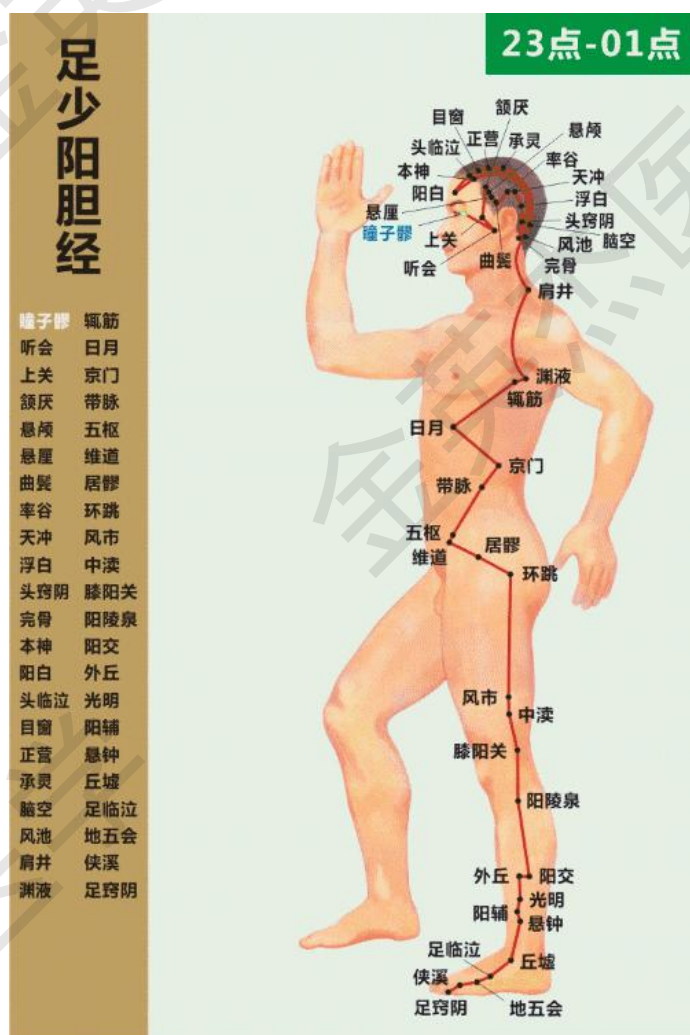 足少阳胆经
23点-01点
瞳子髎 辄筋
听会 日月
上关 京门
颔厌 带脉
悬颅 五枢
悬厘 维道
曲鬓 居髎
率谷 环跳
天冲 风市
浮白 中渎
头窍阴 膝阳关
完骨 阳陵泉
本神 阳交
阳白 外丘
头临泣 光明
目窗 阳辅
正营 悬钟
承灵 丘墟
脑空 足临泣
风池 地五会
肩井 侠溪
渊液 足窍阴
颔厌
目窗
正营
承灵
悬颅
头临泣
率谷
本神
天冲
阳白
浮白
悬厘
头窍阴
瞳子髎
上关
风池
脑空
听会
曲鬓
完骨
肩井
渊液
辄筋
日月
京门
带脉
五枢
居髎
维道
环跳
风市
中渎
膝阳关
阳陵泉
外丘
阳交
光明
阳辅
悬钟
足临泣
丘墟
侠溪
足窍阴
地五会